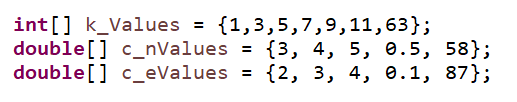 int[] k_Values = {1,3,5,7,9,11,63};
double[] c_nValues = {3, 4, 5, 0.5, 58};
double[] c_eValues = {2, 3, 4, 0.1, 87};